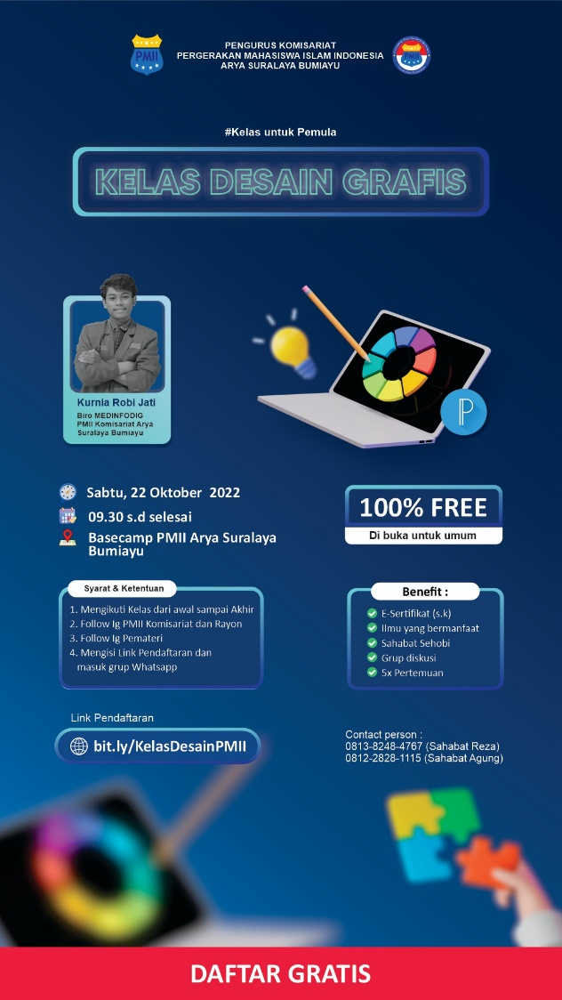 PMII
PENGURUS KOMISARIAT
PERGERAKAN MAHASISWA ISLAM INDONESIA
ARYA SURALAYA BUMIAYU
PMII
#Kelas untuk Pemula
KELAS DESAIN GRAFIS
Kurnia Robi Jati
Biro MEDINFODIG
PMII Komisariat Arya
Suralaya Bumiayu
P
Sabtu, 22 Oktober 2022
09.30 s.d selesai
Basecamp PMII Arya Suralaya
Bumiayu
100% FREE
Di buka untuk umum
Syarat & Ketentuan
1. Mengikuti Kelas dari awal sampai Akhir
2. Follow Ig PMII Komisariat dan Rayon
3. Follow Ig Pemateri
4. Mengisi Link Pendaftaran dan
masuk grup Whatsapp
Benefit :
E-Sertifikat (s.k)
Ilmu yang bermanfaat
Sahabat Sehobi
Grup diskusi
5x Pertemuan
Link Pendaftaran
bit.ly/KelasDesainPMII
Contact person :
0813-8248-4767 (Sahabat Reza)
0812-2828-1115 (Sahabat Agung)
DAFTAR GRATIS